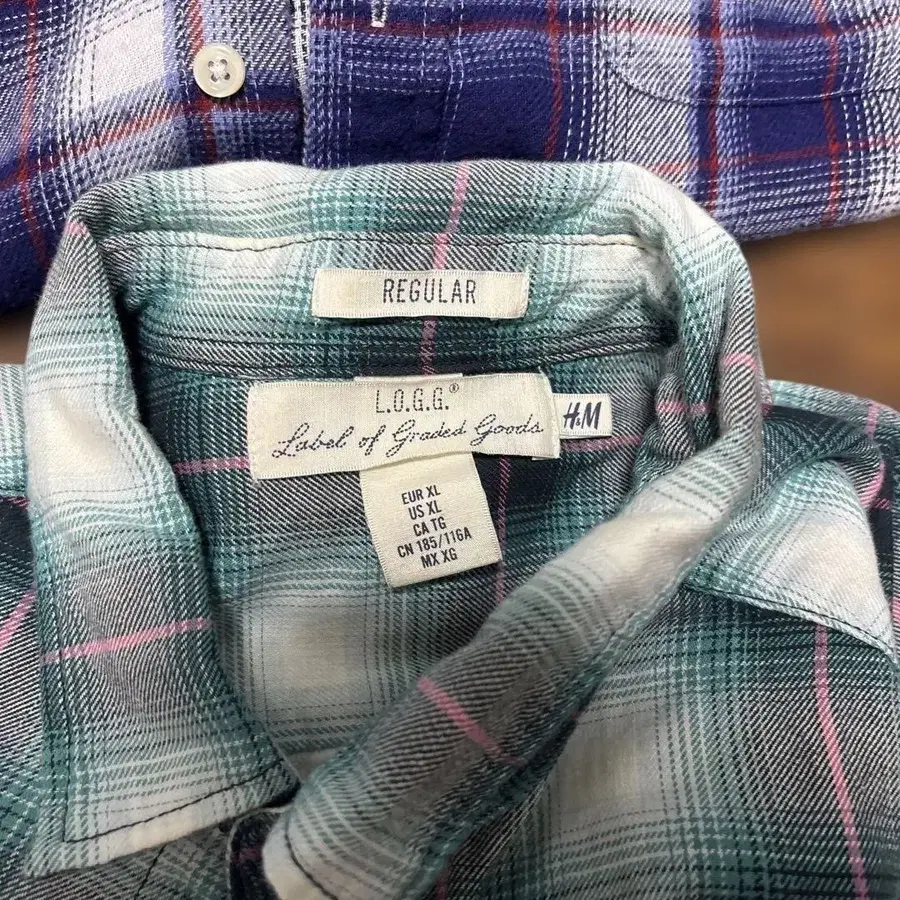 REGULAR
L.O.G.G.®
Label of Graded Goods
H&M
EUR XL
US XL
CA TG
CN 185/116A
MX XG